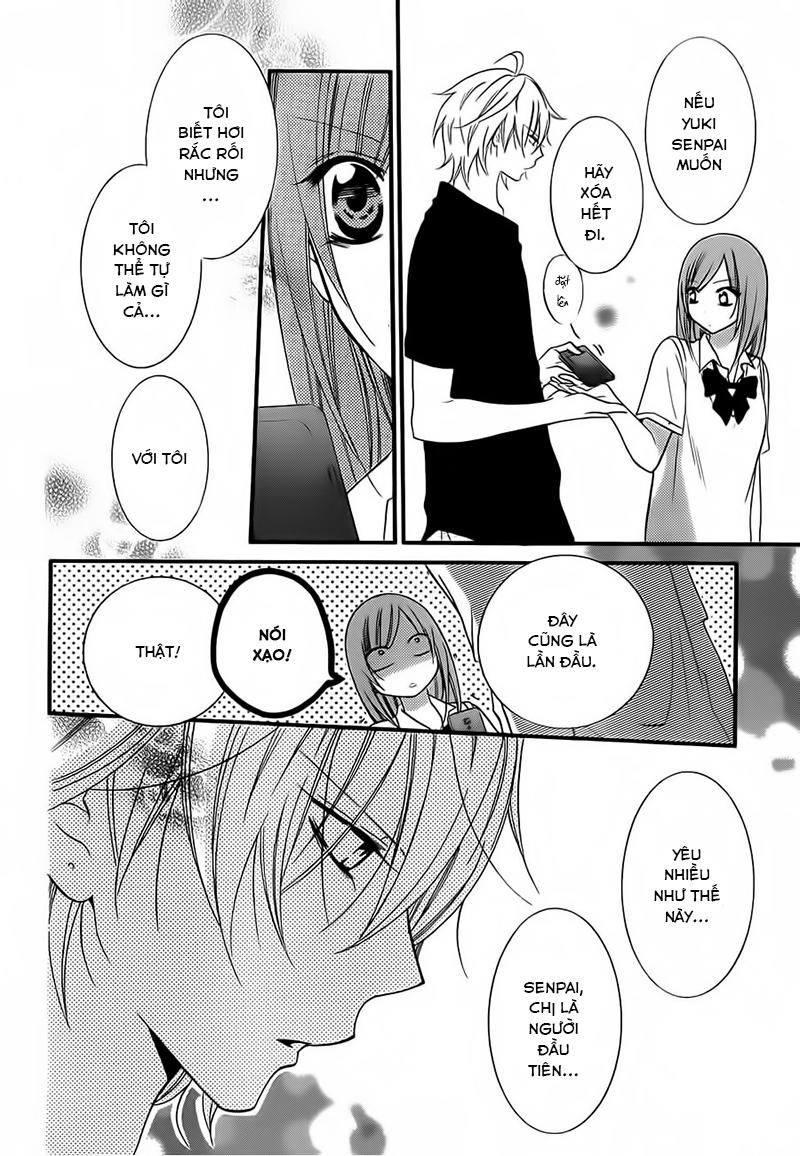 NẾU
YUKI
SENPAI
MUỐN
HÃY
XÓA
HẾT
ĐI.
đặt
lên
TÔI
BIẾT HƠI
RẮC RỐI
NHƯNG
...
TÔI
KHÔNG
THỂ TỰ
LÀM GÌ
CẢ...
VỚI TÔI
ĐÂY
CŨNG LÀ
LẦN ĐẦU.
NÓI
XẠO!
THẬT!
YÊU
NHIỀU
NHƯ THẾ
NÀY...
SENPAI,
CHỊ LÀ
NGƯỜI
ĐẦU
TIÊN...